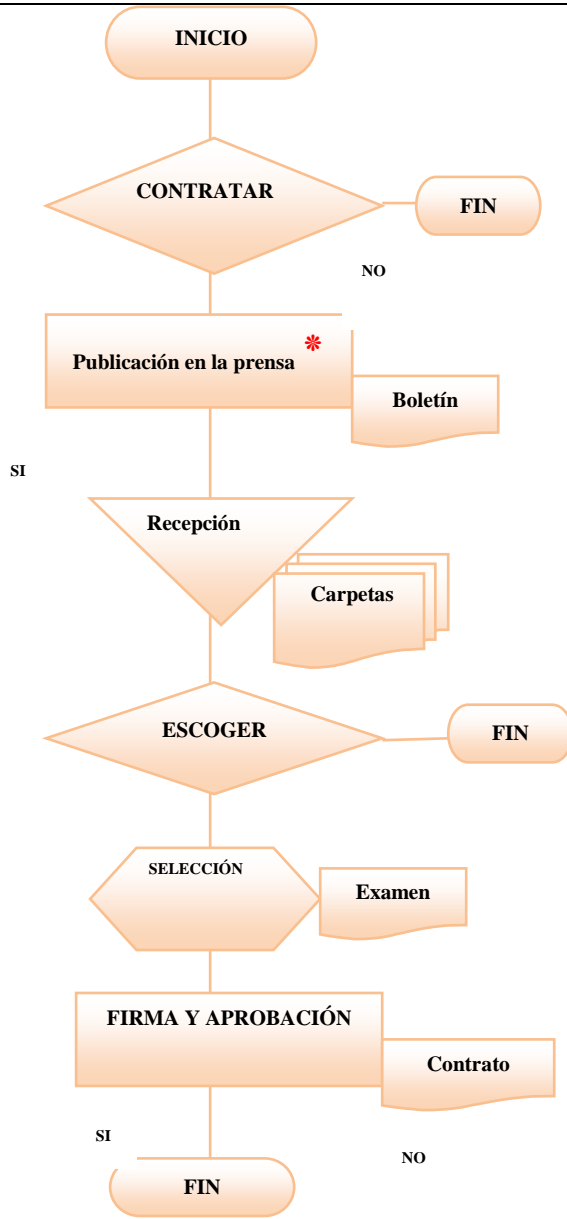 INICIO
CONTRATAR
FIN
NO
Publicación en la prensa
Boletín
SI
Recepción
Carpetas
ESCOGER
FIN
SELECCIÓN
Examen
FIRMA Y APROBACIÓN
Contrato
SI
NO
FIN